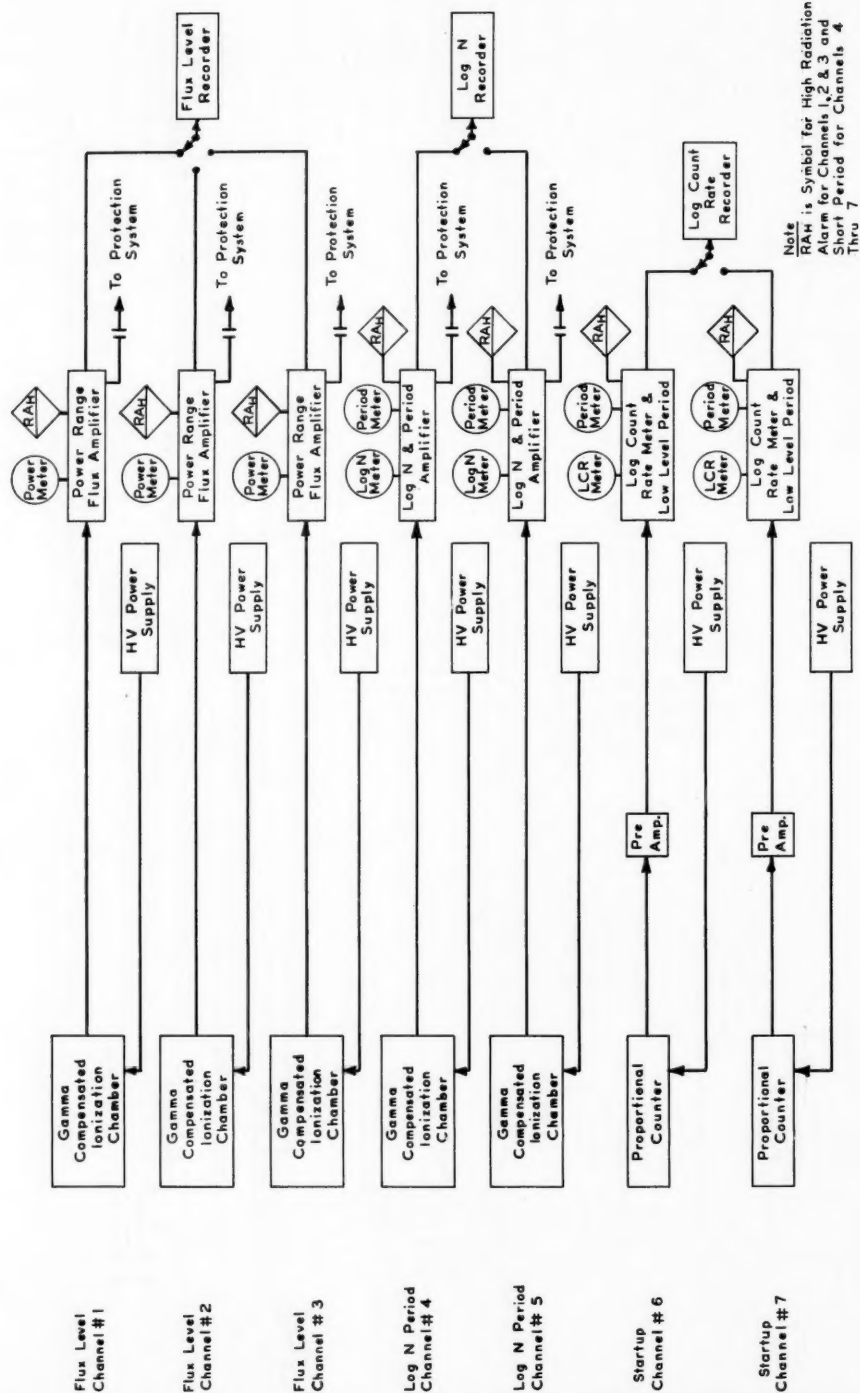 Flux Level
Channel #1
Gamma
Compensated
Ionization
Chamber
HV Power
Supply
Power
Meter
RAH
Power Range
Flux Amplifier
To Protection
System
Flux Level
Recorder
Flux Level
Channel #2
Gamma
Compensated
Ionization
Chamber
HV Power
Supply
Power
Meter
RAH
Power Range
Flux Amplifier
To Protection
System
Flux Level
Channel #3
Gamma
Compensated
Ionization
Chamber
HV Power
Supply
Power
Meter
RAH
Power Range
Flux Amplifier
To Protection
System
Log N Period
Channel #4
Gamma
Compensated
Ionization
Chamber
HV Power
Supply
Log N
Meter
Period
Meter
RAH
Log N & Period
Amplifier
To Protection
System
Log N
Recorder
Log N Period
Channel #5
Gamma
Compensated
Ionization
Chember
HV Power
Supply
Log N
Meter
Period
Meter
RAH
Log N & Period
Amplifier
To Protection
System
Startup
Channel #6
Proportional
Counter
Pre
Amp.
HV Power
Supply
LCR
Meter
Period
Meter
RAH
Log Count
Rate Meter &
Low Level Period
Log Count
Rate
Recorder
Startup
Channel #7
Proportional
Counter
Pre
Amp.
HV Power
Supply
LCR
Meter
Period
Meter
RAH
Log Count
Rate Meter &
Low Level Period
Note
RAH is Symbol for High Radiation
Alarm for Channels 1,2 & 3 and
Short Period for Channels 4
Thru 7